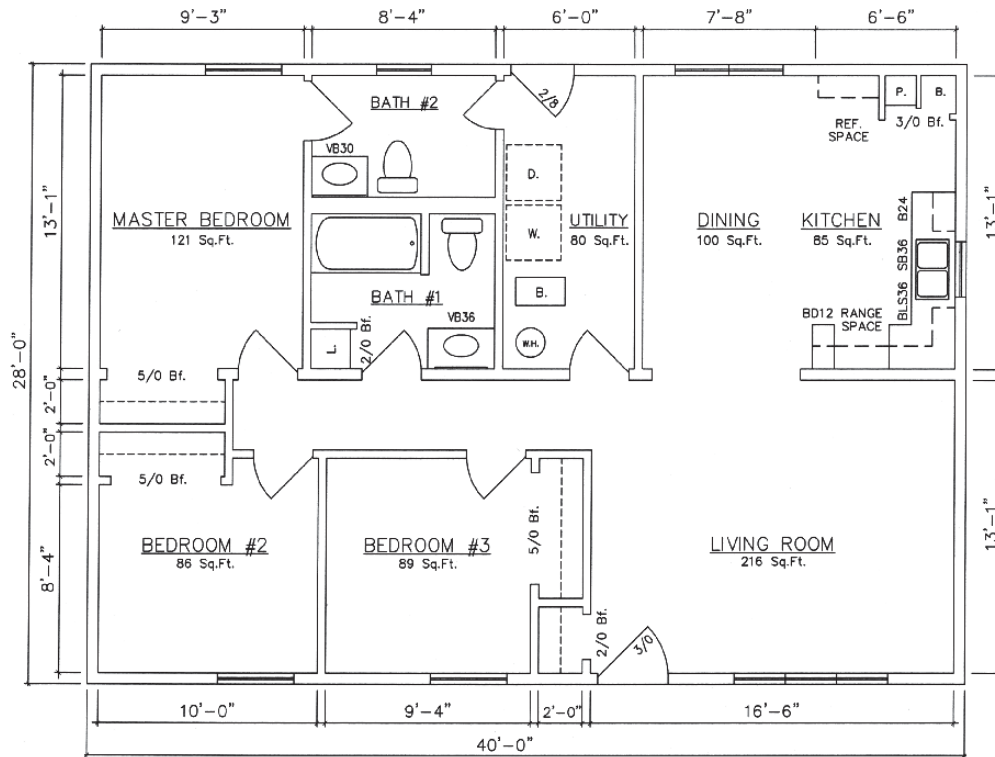 9'-3" 8'-4" 6'-0" 7'-8" 6'-6"
BATH #2
2/8
P. B.
REF.
SPACE
3/0 Bf.
VB30
D.
13'-1"
MASTER BEDROOM
121 Sq.Ft.
W.
UTILITY
80 Sq.Ft.
DINING
100 Sq.Ft.
KITCHEN
85 Sq.Ft.
B24
SB36
BLS36
13'-1"
BATH #1
B.
BD12 RANGE
SPACE
VB36
L.
2/0 Bf.
W.H.
28'-0"
5/0 Bf.
2'-0"
2'-0"
5/0 Bf.
8'-4"
BEDROOM #2
86 Sq.Ft.
BEDROOM #3
89 Sq.Ft.
5/0 Bf.
LIVING ROOM
216 Sq.Ft.
13'-1"
2/0 Bf.
3/0
10'-0" 9'-4" 2'-0" 16'-6"
40'-0"